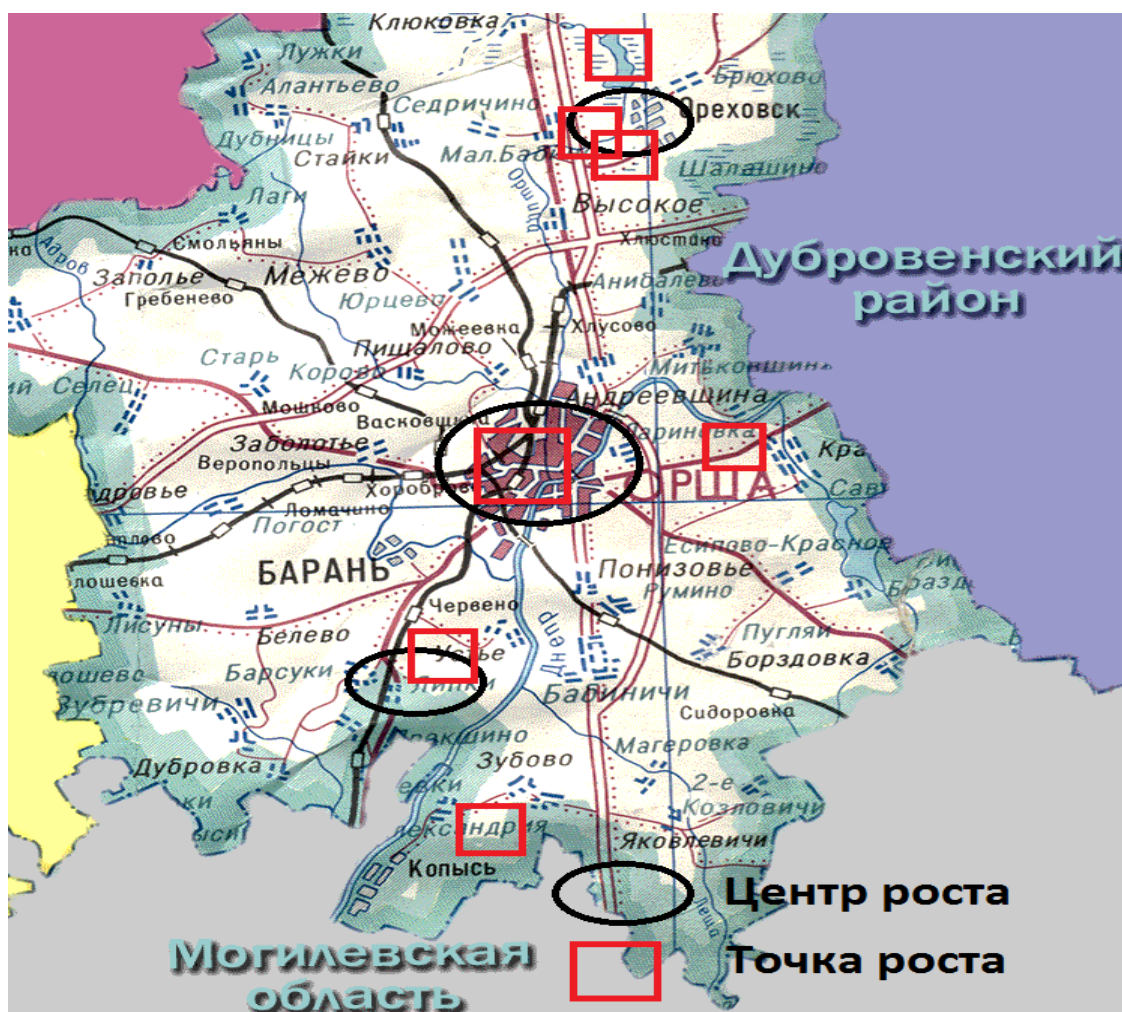 Клюковка
Лужки
Алантьево
Брюхово
Седричино
Ореховск
Дубницы
Стайки
Мал.
Шалашино
Лаги
Высокое
Смольяны
Хлюстино
Адров
Заполье
Межево
Дубровенский
район
Гребенево
Юрцево
Анибалево
Можеевка
Хлусово
Старь
Пищалово
Корово
Селец
Мошково
Андреевщина
Васковщина
Заболотье
Веропольцы
ОРША
Ломачино
Погост
Есипово-Красное
БАРАНЬ
Понизовье
Румино
Червено
Днепр
Лисуны
Белево
Пугляи
Барсуки
Липки
Борздовка
Зубревичи
Бабиничи
Сидоровка
Магеровка
Дубровка
Зубово
2-е
Козловичи
Яковлевичи
Копысь
Центр роста
Могилевская
область
Точка роста